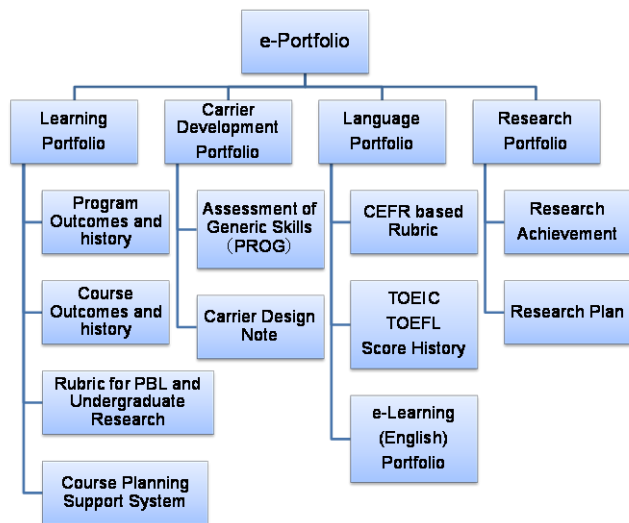 e-Portfolio
Learning
Portfolio
Carrier
Development
Portfolio
Language
Portfolio
Research
Portfolio
Program
Outcomes and
history
Course
Outcomes and
history
Rubric for PBL and
Undergraduate
Research
Course Planning
Support System
Assessment of
Generic Skills
（PROG）
Carrier Design
Note
CEFR based
Rubric
TOEIC
TOEFL
Score History
e-Learning
(English)
Portfolio
Research
Achievement
Research Plan